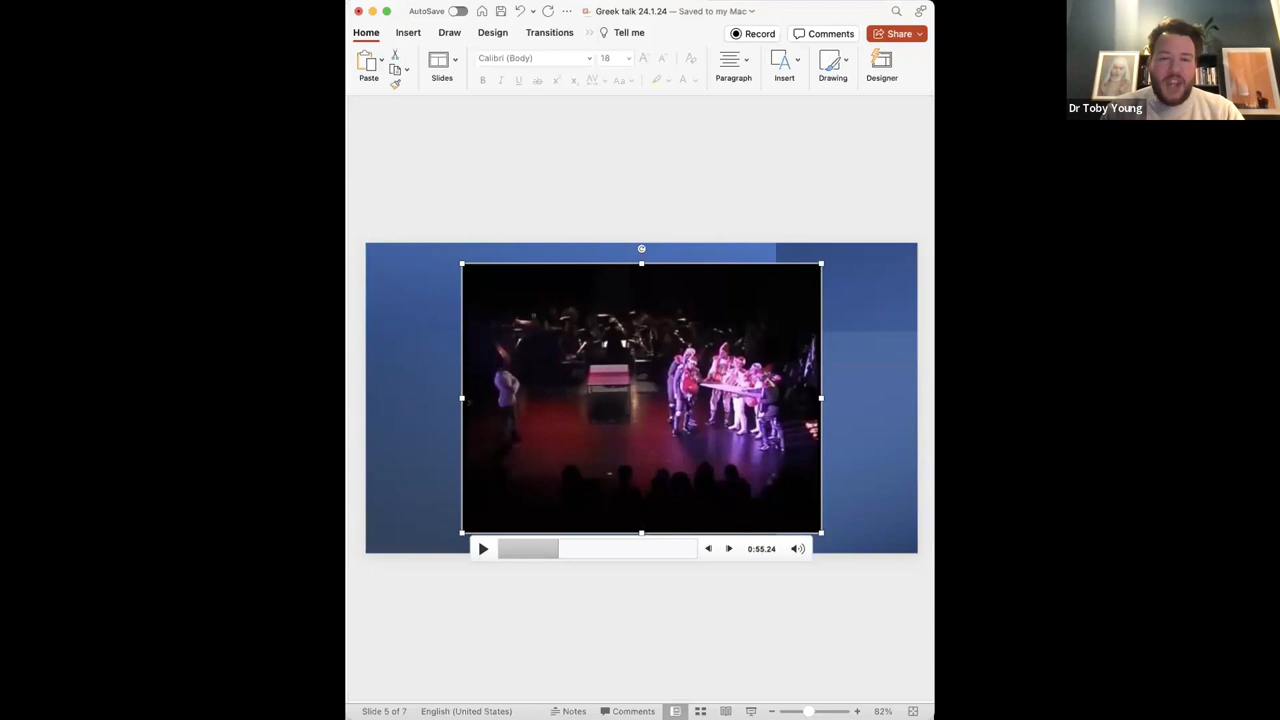 AutoSave
Greek talk 24.1.24 — Saved to my Mac
Home Insert Draw Design Transitions Tell me
Record Comments Share
Paste
Slides
Calibri (Body) 18
Paragraph
Insert
Drawing
Designer
Dr Toby Young
0:55.24
Slide 5 of 7 English (United States) Notes Comments 82%